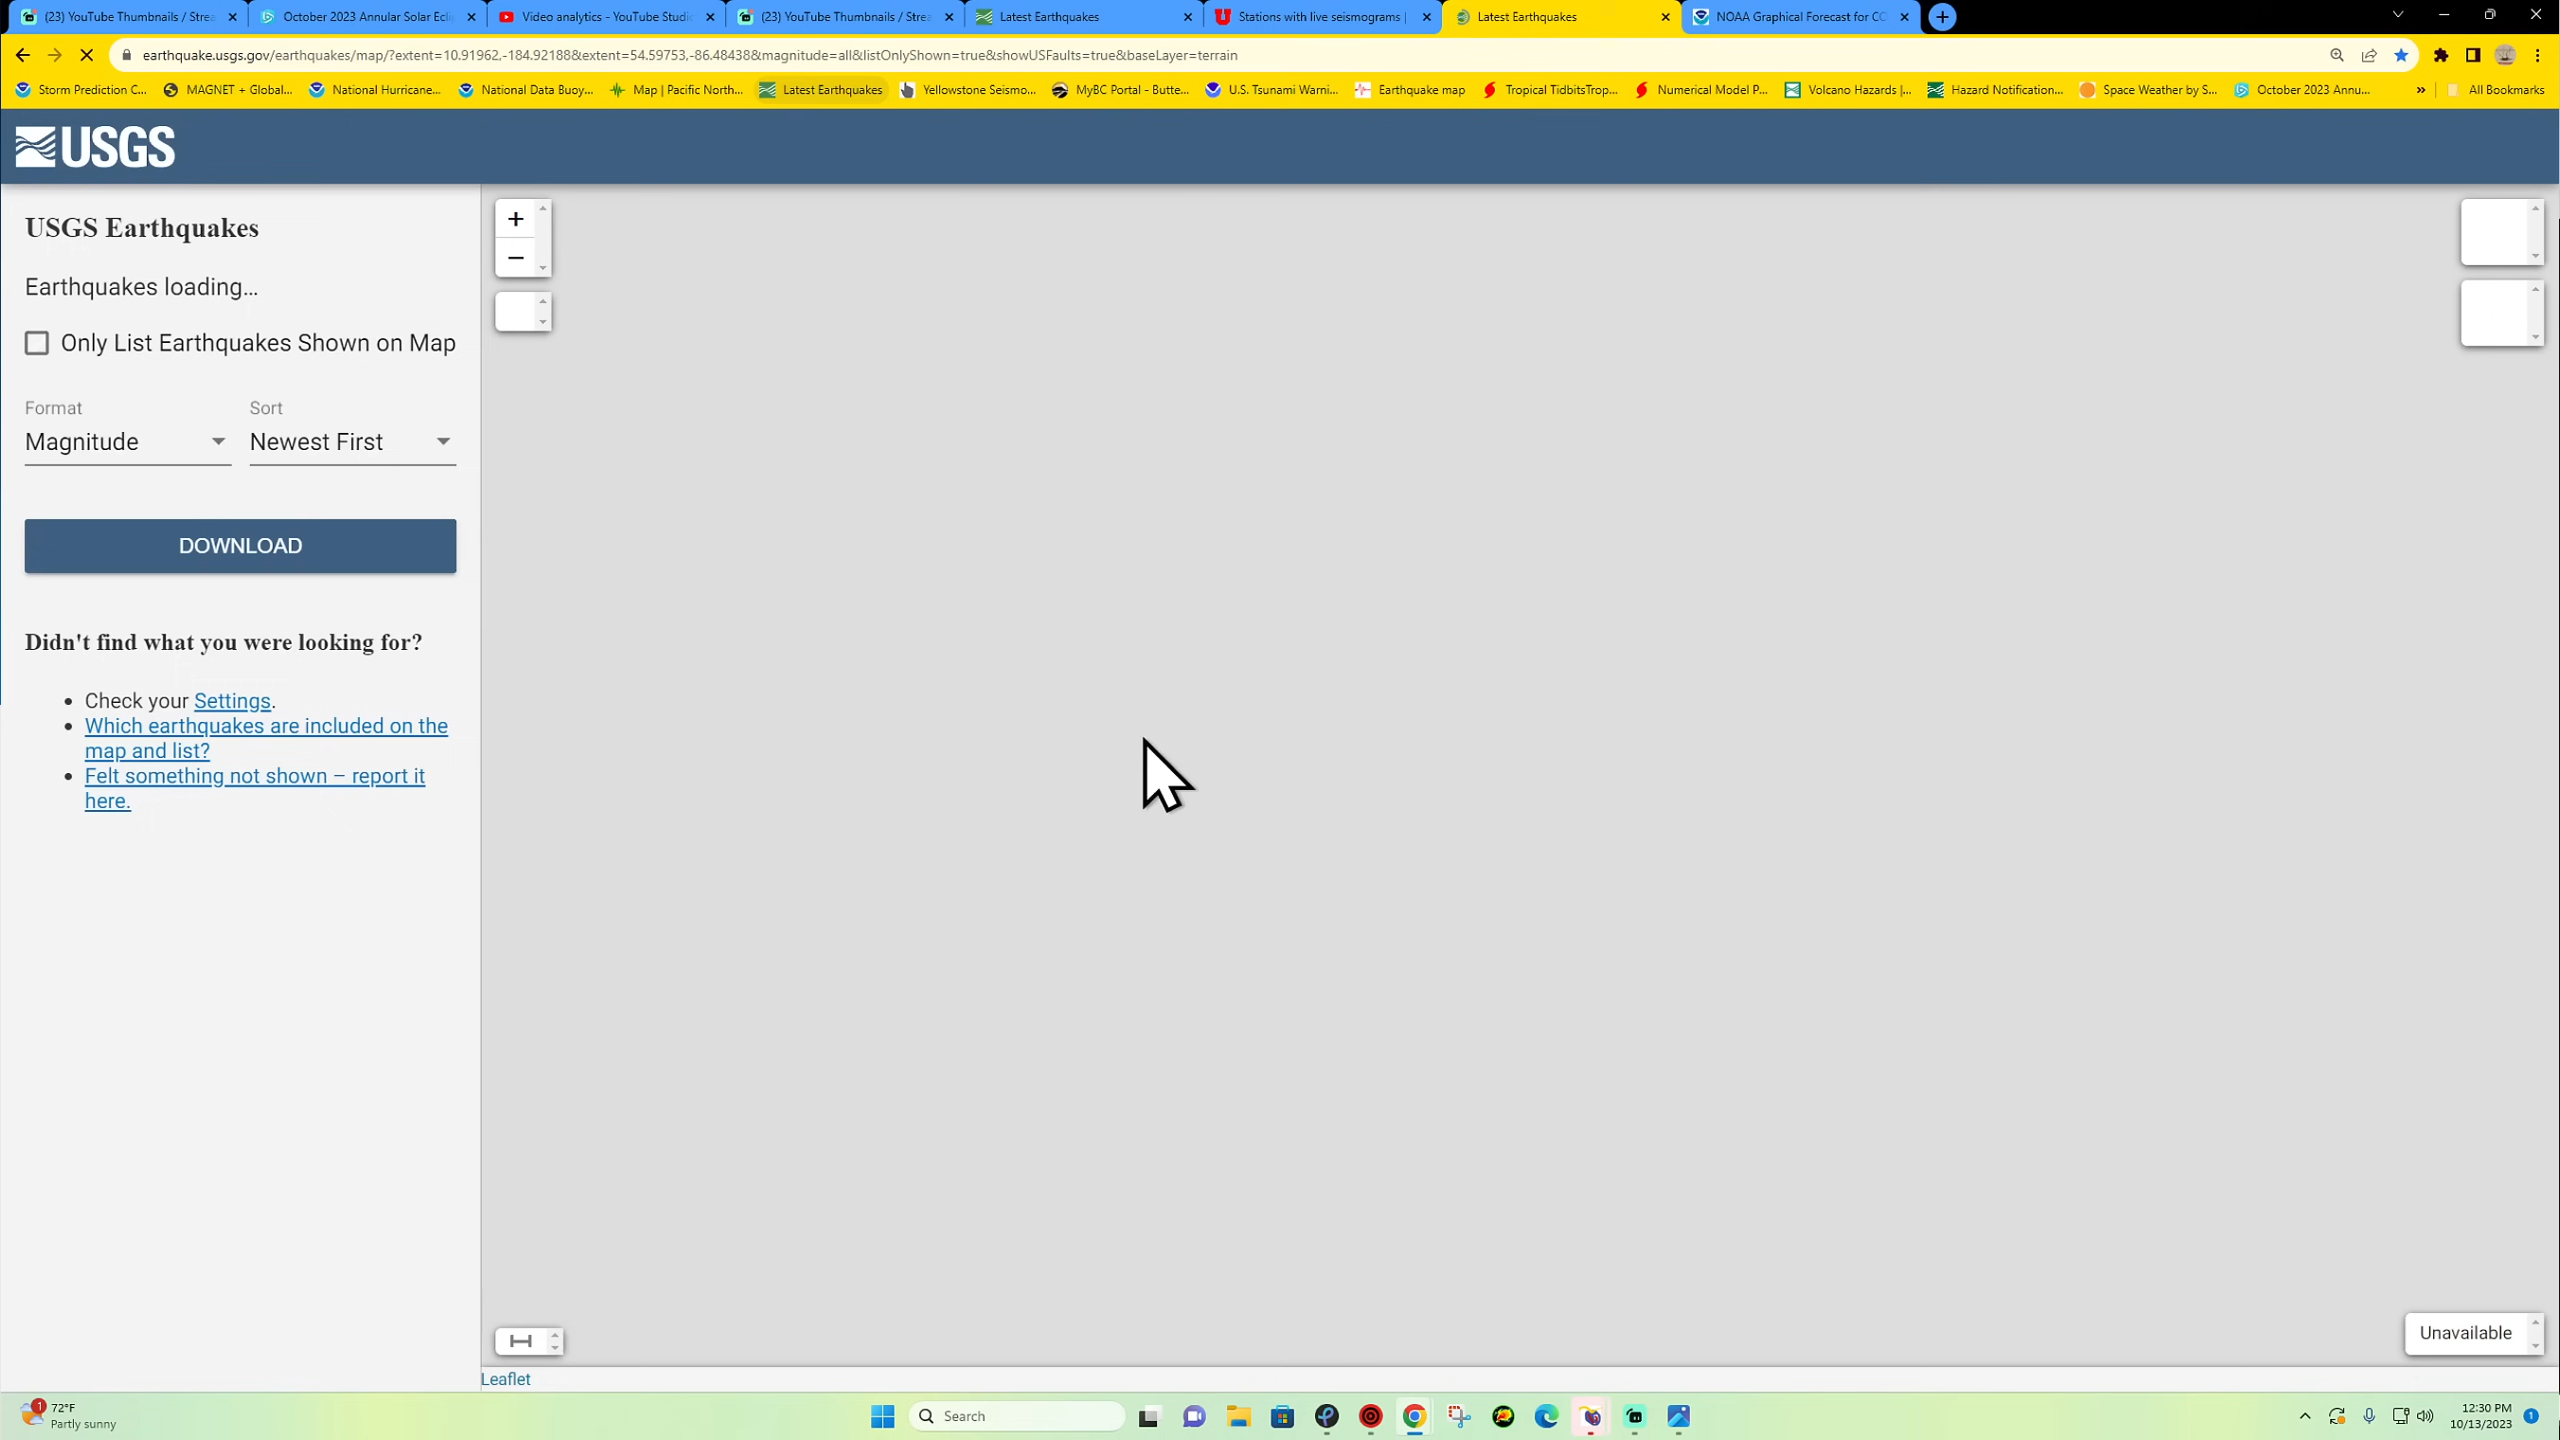 (23) YouTube Thumbnails / Strea
October 2023 Annular Solar Ecli
Video analytics - YouTube Studio
(23) YouTube Thumbnails / Strea
Latest Earthquakes
Stations with live seismograms |
Latest Earthquakes
NOAA Graphical Forecast for CC
earthquake.usgs.gov/earthquakes/map/?extent=10.91962,-184.92188&extent=54.59753,-86.48438&magnitude=all&listOnlyShown=true&showUSFaults=true&baseLayer=terrain
Storm Prediction C...
MAGNET + Global...
National Hurricane...
National Data Buoy...
Map | Pacific North...
Latest Earthquakes
Yellowstone Seismo...
MyBC Portal - Butte...
U.S. Tsunami Warni...
Earthquake map
Tropical TidbitsTrop...
Numerical Model P...
Volcano Hazards |...
Hazard Notification...
Space Weather by S...
October 2023 Annu...
»
All Bookmarks
USGS
USGS Earthquakes
Earthquakes loading...
Only List Earthquakes Shown on Map
Format
Sort
Magnitude
Newest First
DOWNLOAD
Didn't find what you were looking for?
• Check your Settings.
• Which earthquakes are included on the
map and list?
• Felt something not shown – report it
here.
+
−
Unavailable
Leaflet
1
72°F
Partly sunny
Search
12:30 PM
10/13/2023
1